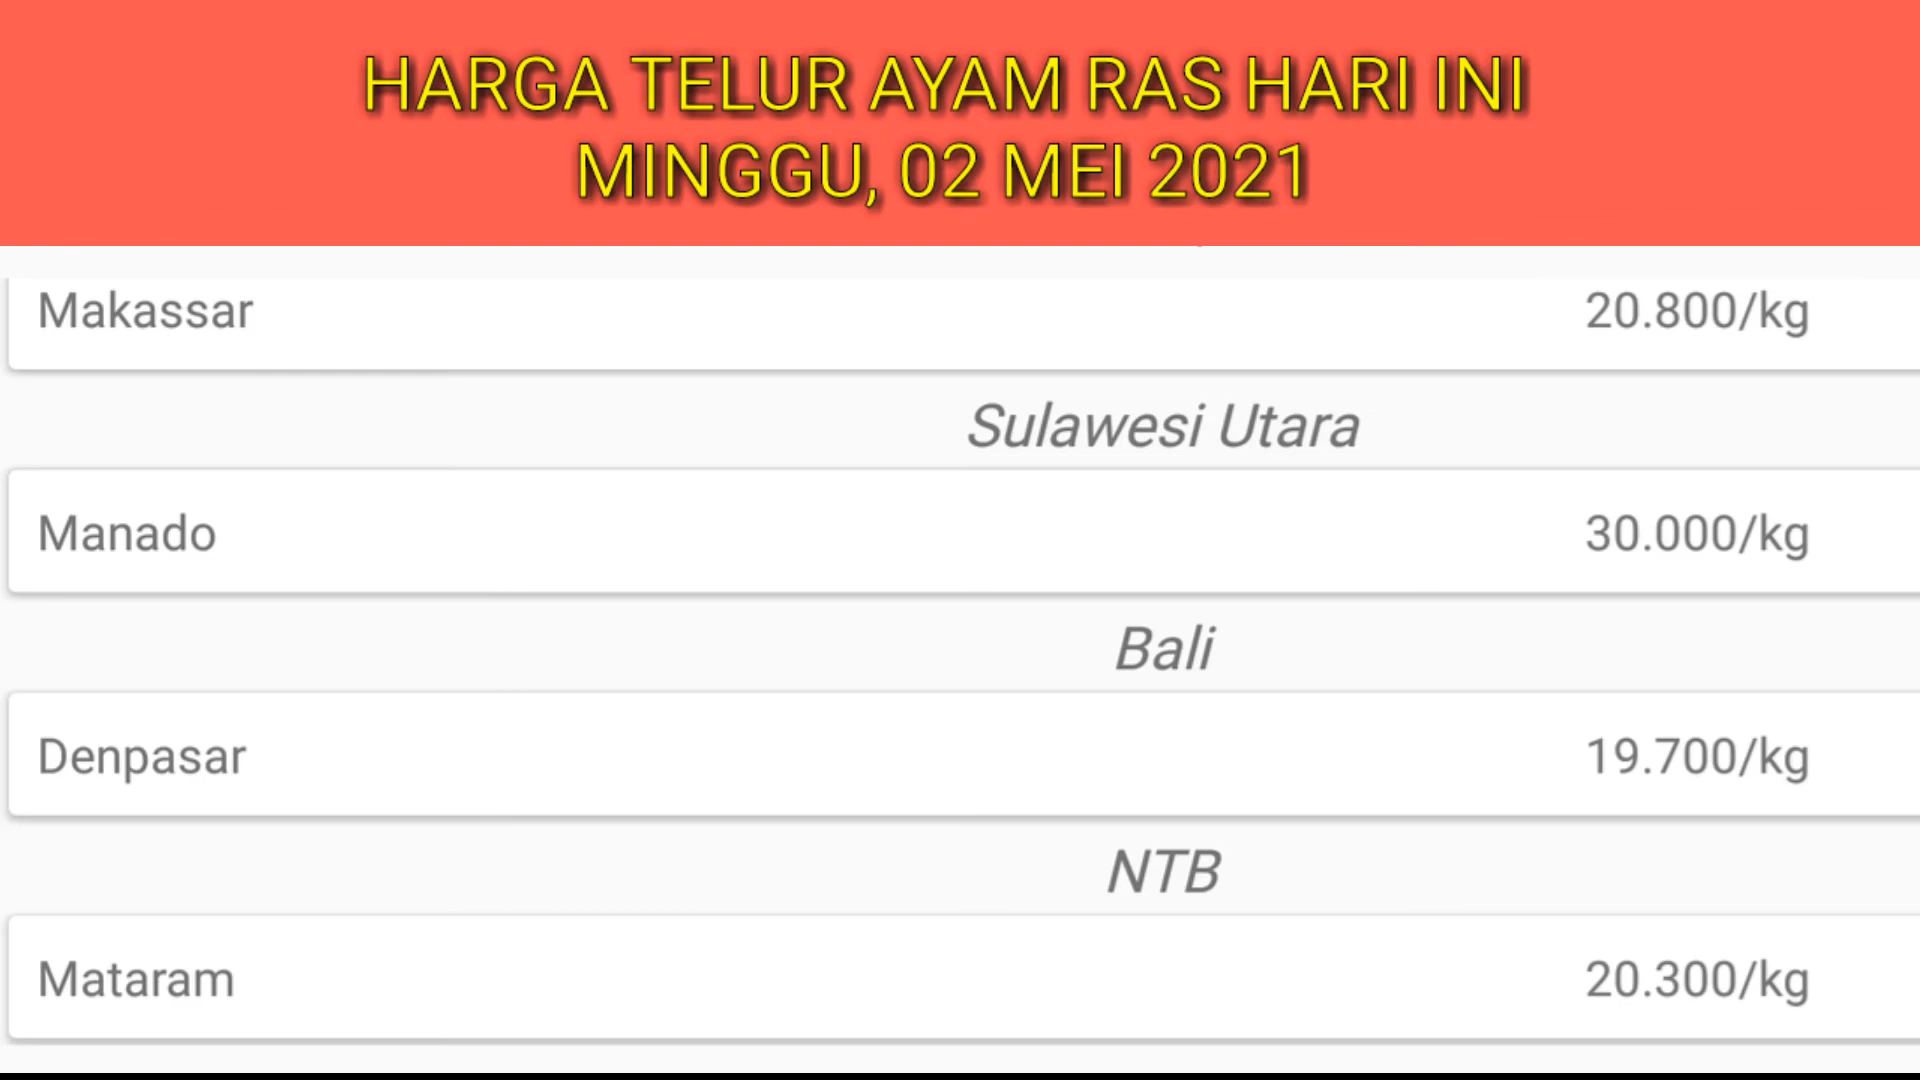 HARGA TELUR AYAM RAS HARI INI
MINGGU, 02 MEI 2021
Makassar 20.800/kg
Sulawesi Utara
Manado 30.000/kg
Bali
Denpasar 19.700/kg
NTB
Mataram 20.300/kg